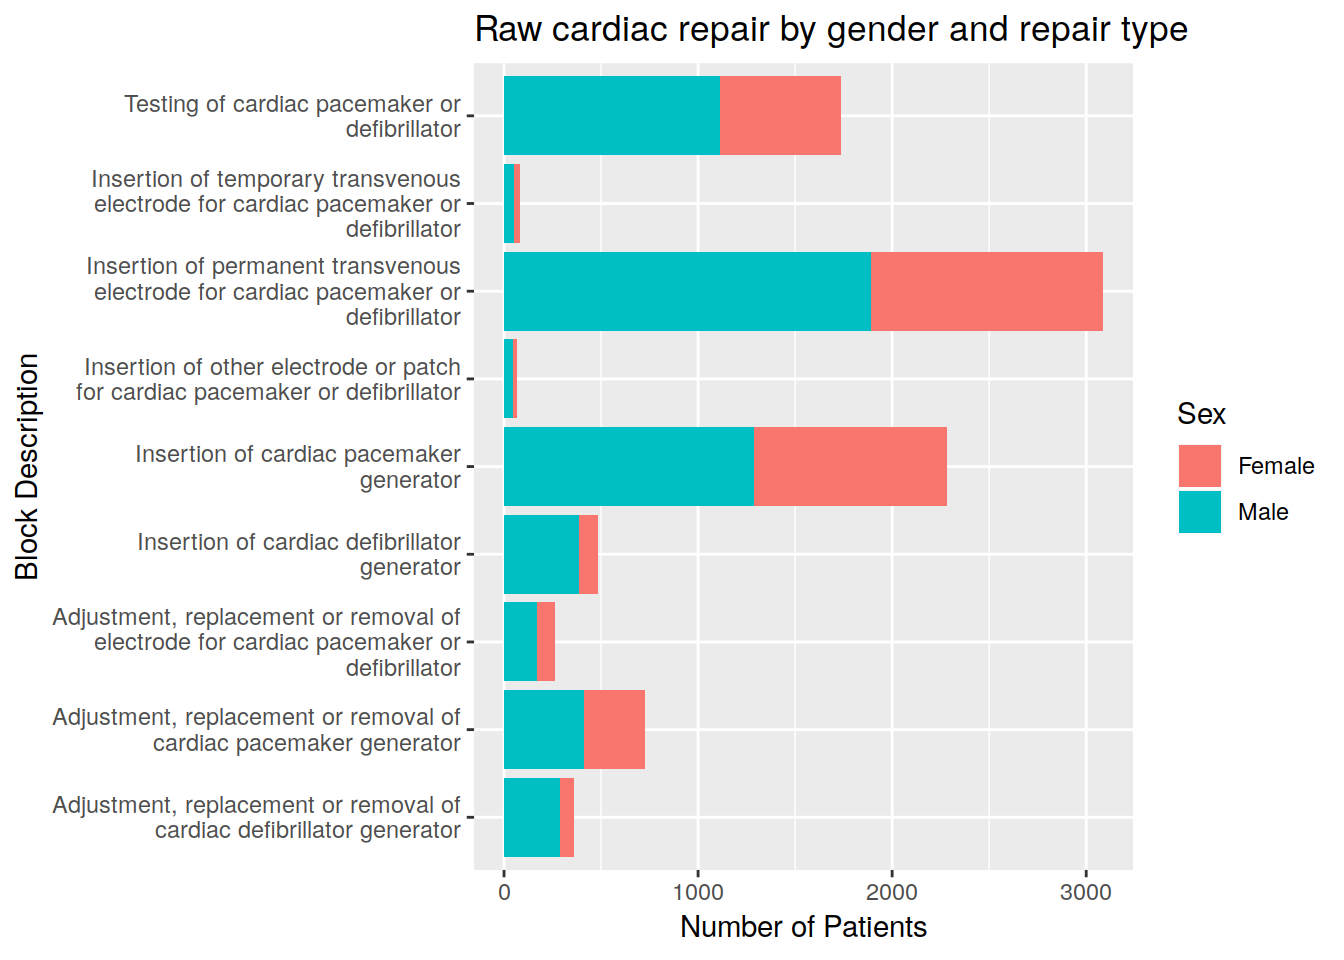 Raw cardiac repair by gender and repair type
Block Description
Testing of cardiac pacemaker or
defibrillator
Insertion of temporary transvenous
electrode for cardiac pacemaker or
defibrillator
Insertion of permanent transvenous
electrode for cardiac pacemaker or
defibrillator
Insertion of other electrode or patch
for cardiac pacemaker or defibrillator
Insertion of cardiac pacemaker
generator
Insertion of cardiac defibrillator
generator
Adjustment, replacement or removal of
electrode for cardiac pacemaker or
defibrillator
Adjustment, replacement or removal of
cardiac pacemaker generator
Adjustment, replacement or removal of
cardiac defibrillator generator
0 1000 2000 3000
Number of Patients
Sex
Female
Male